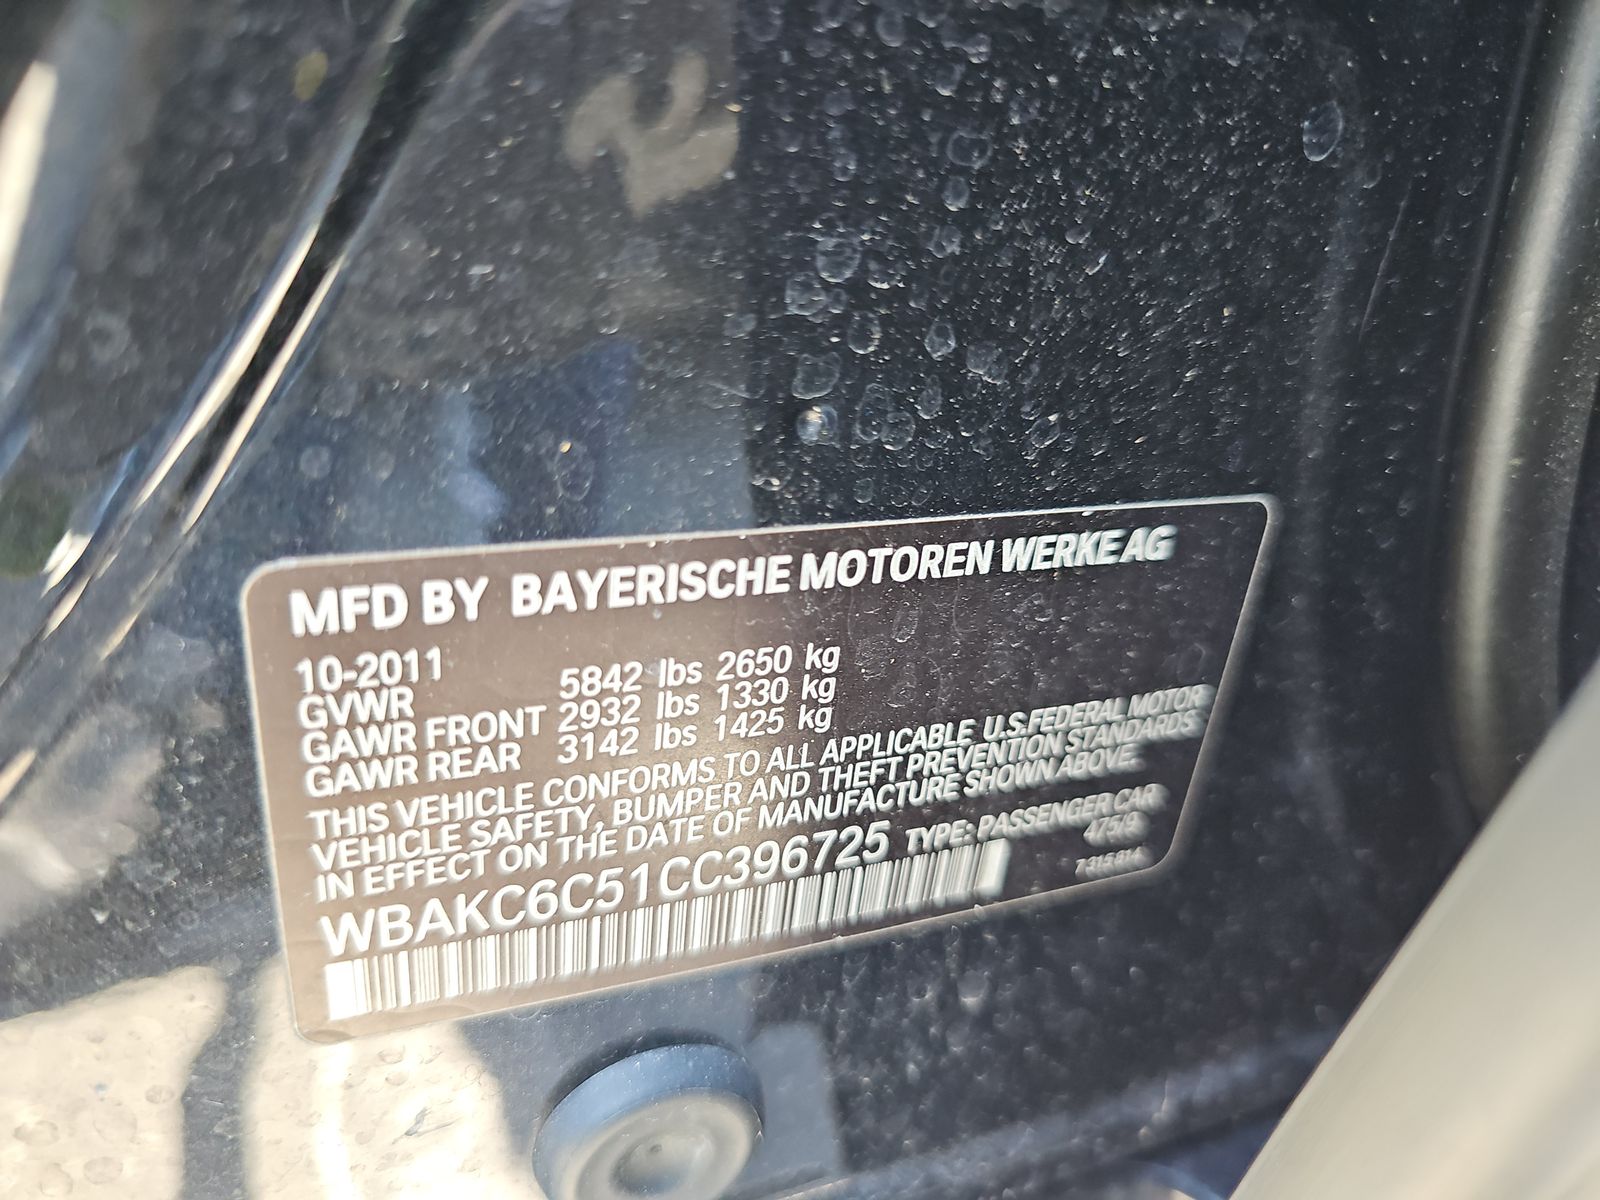 MFD BY BAYERISCHE MOTOREN WERKE AG
10-2011
GVWR 5842 lbs 2650 kg
GAWR FRONT 2932 lbs 1330 kg
GAWR REAR 3142 lbs 1425 kg
THIS VEHICLE CONFORMS TO ALL APPLICABLE U.S.FEDERAL MOTOR
VEHICLE SAFETY, BUMPER AND THEFT PREVENTION STANDARDS
IN EFFECT ON THE DATE OF MANUFACTURE SHOWN ABOVE.
WBAKC6C51CC396725 TYPE: PASSENGER CAR
475/9